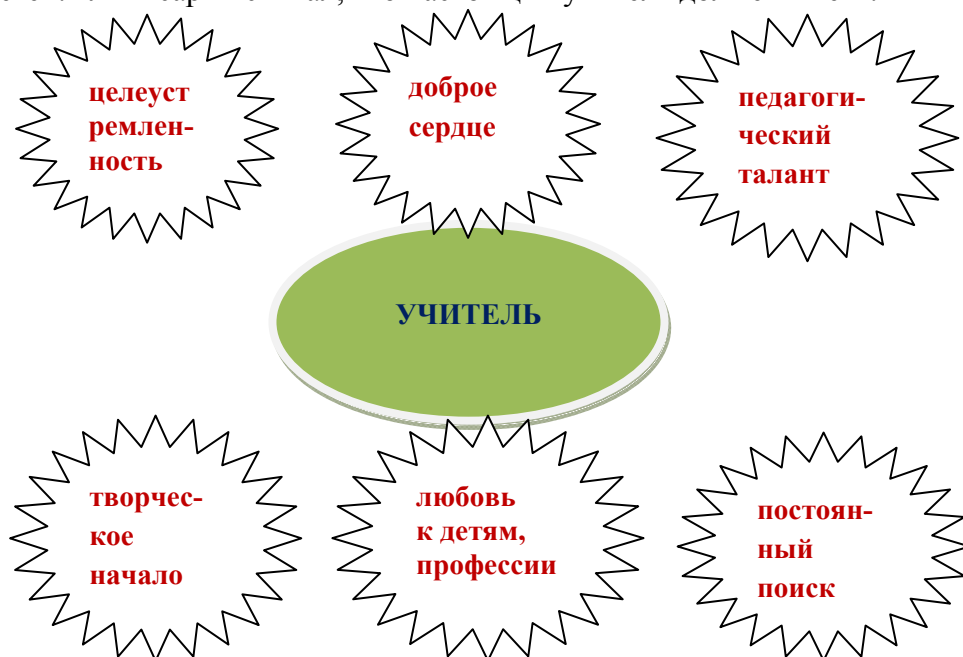 целеуст
ремлен-
ность
доброе
сердце
педагоги-
ческий
талант
УЧИТЕЛЬ
творчес-
кое
начало
любовь
к детям,
профессии
постоян-
ный
поиск